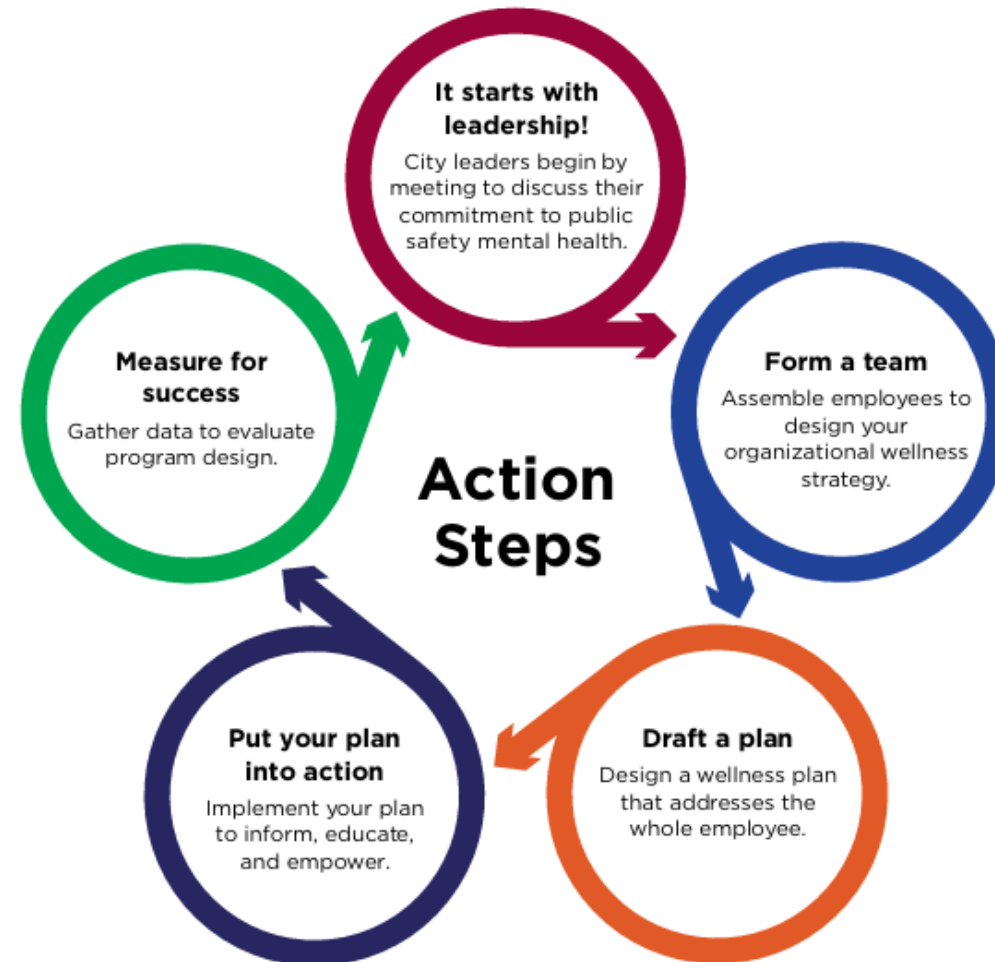 It starts with
leadership!
City leaders begin by
meeting to discuss their
commitment to public
safety mental health.
Form a team
Assemble employees to
design your
organizational wellness
strategy.
Draft a plan
Design a wellness plan
that addresses the
whole employee.
Put your plan
into action
Implement your plan
to inform, educate,
and empower.
Measure for
success
Gather data to evaluate
program design.
Action
Steps